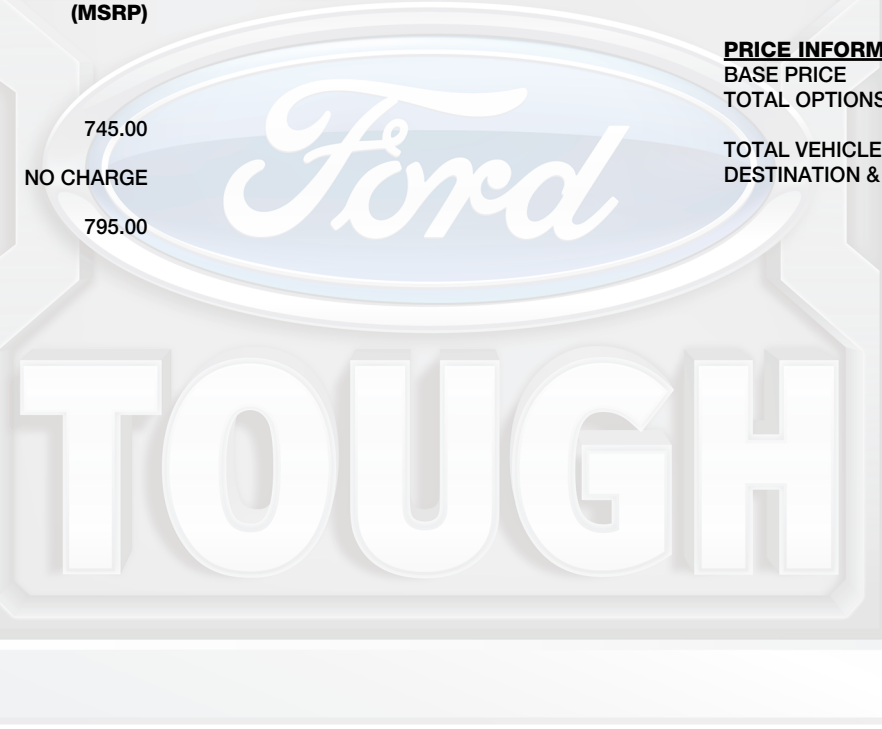 (MSRP)
745.00
NO CHARGE
795.00
PRICE INFORM
BASE PRICE
TOTAL OPTIONS
TOTAL VEHICLE
DESTINATION &
Ford
TOUGH